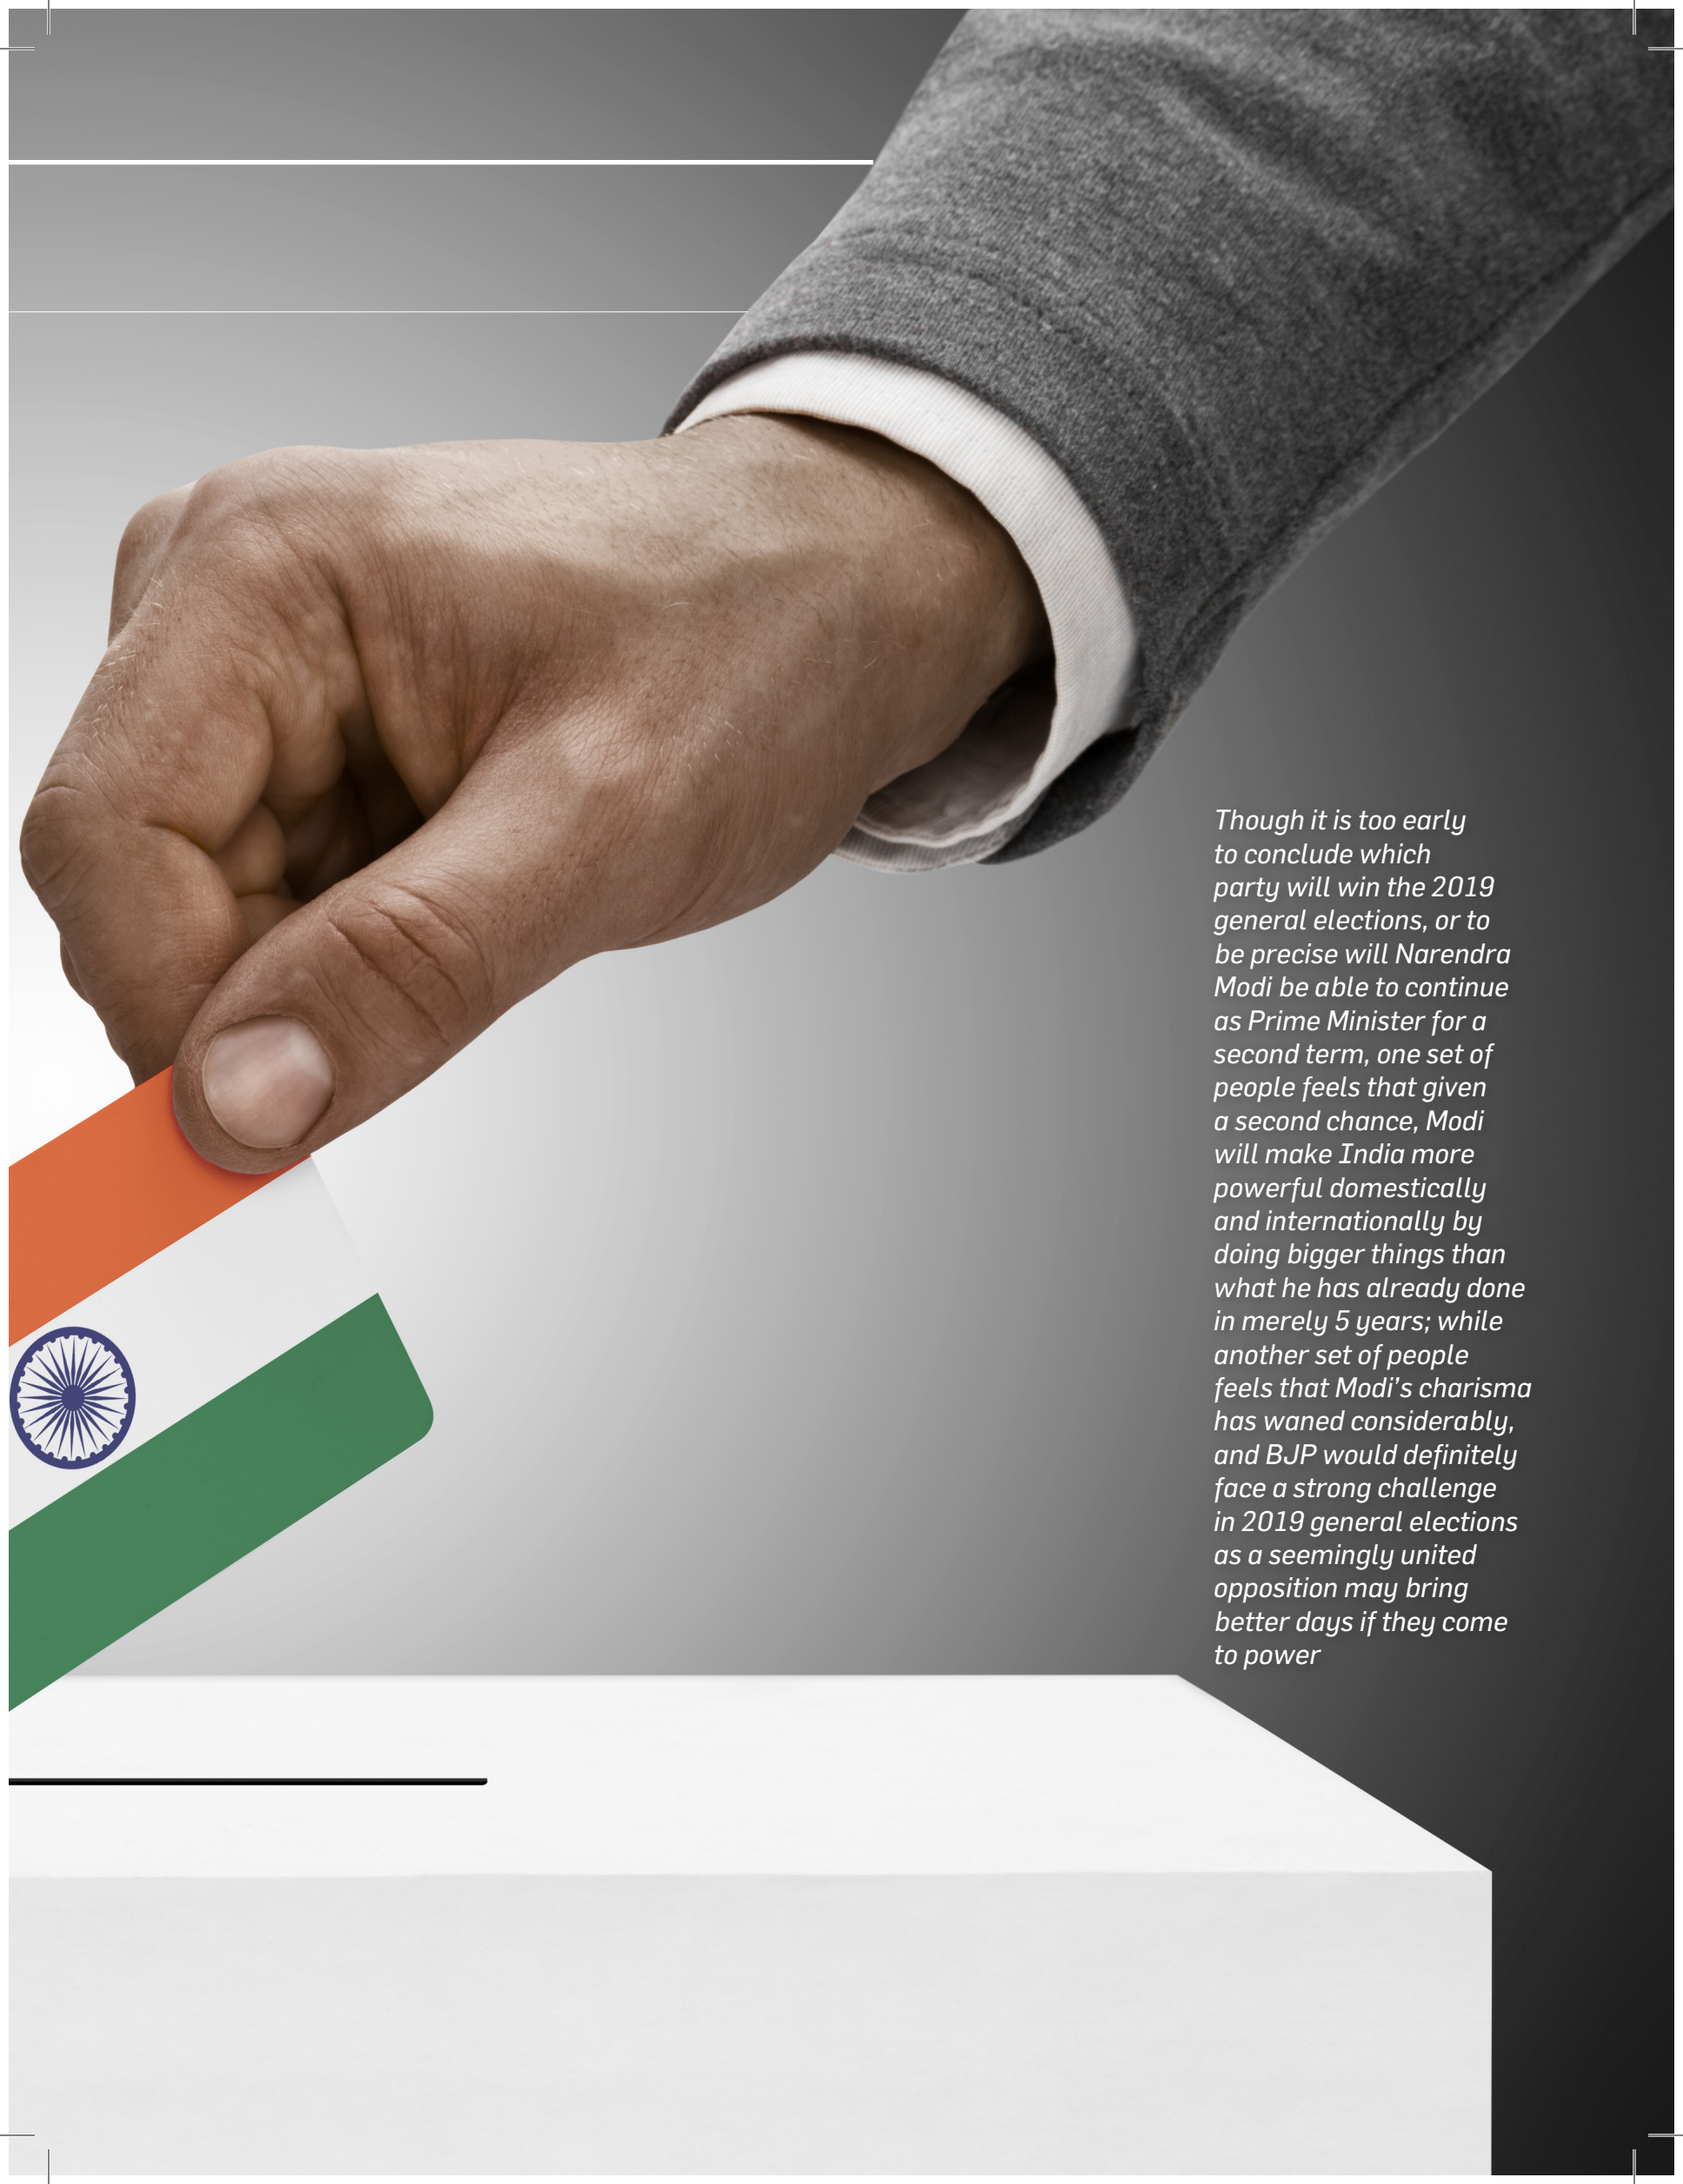 Though it is too early
to conclude which
party will win the 2019
general elections, or to
be precise will Narendra
Modi be able to continue
as Prime Minister for a
second term, one set of
people feels that given
a second chance, Modi
will make India more
powerful domestically
and internationally by
doing bigger things than
what he has already done
in merely 5 years; while
another set of people
feels that Modi’s charisma
has waned considerably,
and BJP would definitely
face a strong challenge
in 2019 general elections
as a seemingly united
opposition may bring
better days if they come
to power